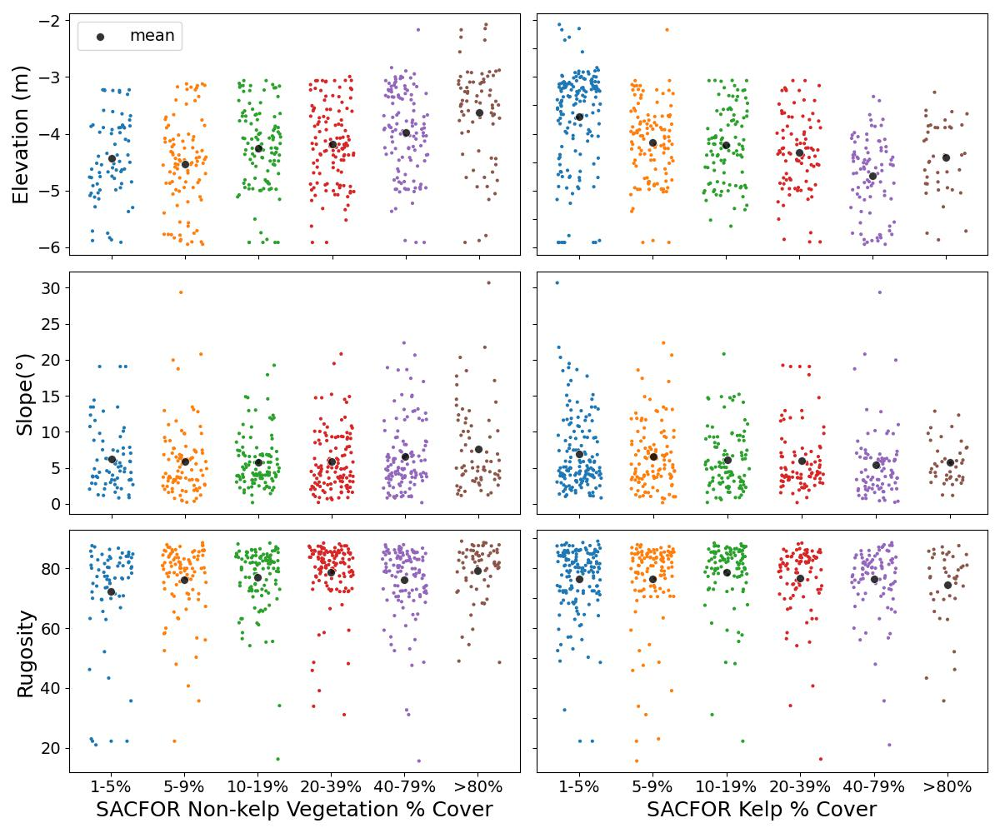 mean
Elevation (m)
−2
−3
−4
−5
−6
Slope(°)
30
25
20
15
10
5
0
Rugosity
80
60
40
20
1-5% 5-9% 10-19% 20-39% 40-79% >80%
SACFOR Non-kelp Vegetation % Cover
1-5% 5-9% 10-19% 20-39% 40-79% >80%
SACFOR Kelp % Cover